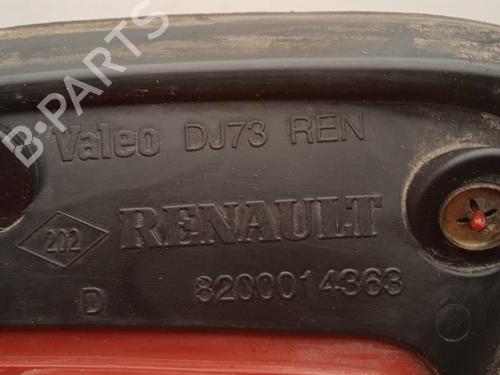 B-PARTS
Valeo DJ73 REN
202 RENAULT
D 8200014363